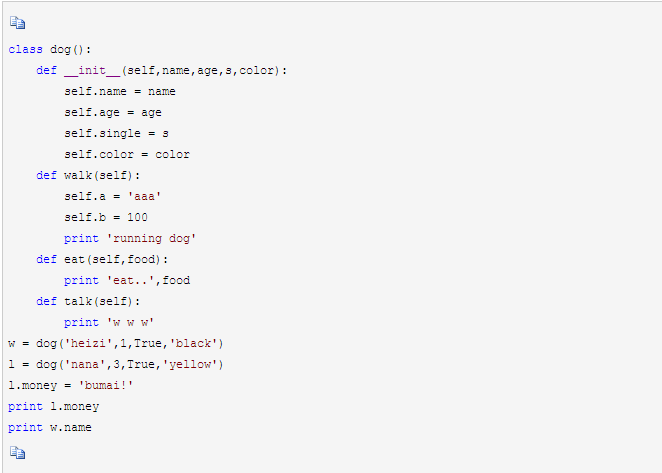 class dog():
    def __init__(self,name,age,s,color):
        self.name = name
        self.age = age
        self.single = s
        self.color = color
    def walk(self):
        self.a = 'aaa'
        self.b = 100
        print 'running dog'
    def eat(self,food):
        print 'eat..',food
    def talk(self):
        print 'w w w'
w = dog('heizi',1,True,'black')
l = dog('nana',3,True,'yellow')
l.money = 'bumai!'
print l.money
print w.name